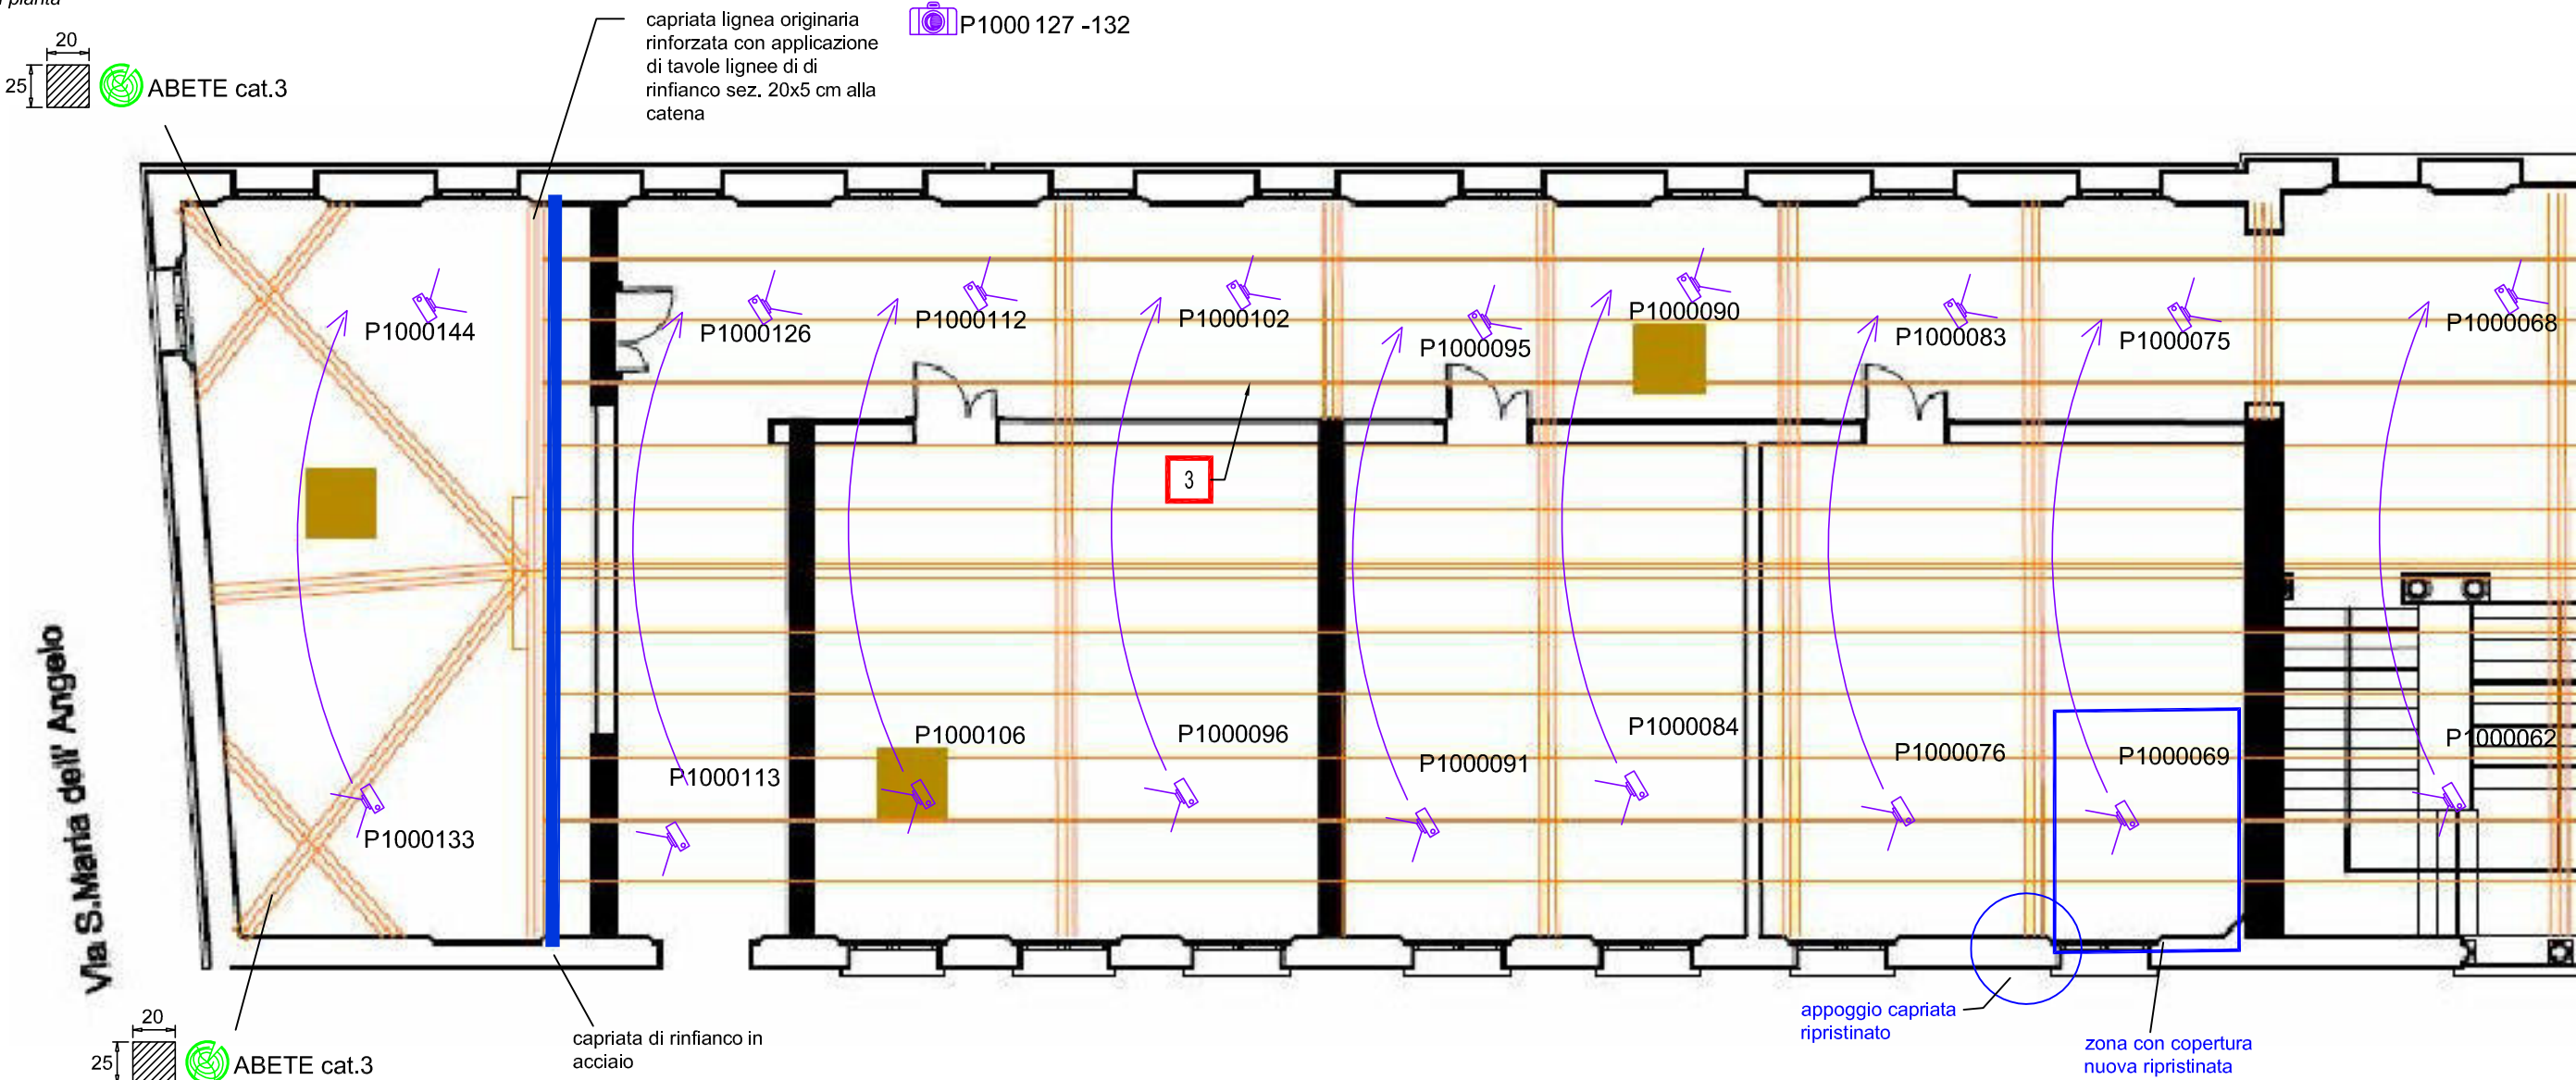 pianta
20
25
ABETE cat.3
capriata lignea originaria
rinforzata con applicazione
di tavole lignee di di
rinfianco sez. 20x5 cm alla
catena
P1000 127 -132
P1000144
P1000126
P1000112
P1000102
P1000095
P1000090
P1000083
P1000075
P1000068
3
P1000133
P1000113
P1000106
P1000096
P1000091
P1000084
P1000076
P1000069
P1000062
Via S.Maria dell' Angelo
20
25
ABETE cat.3
capriata di rinfianco in
acciaio
appoggio capriata
ripristinato
zona con copertura
nuova ripristinata